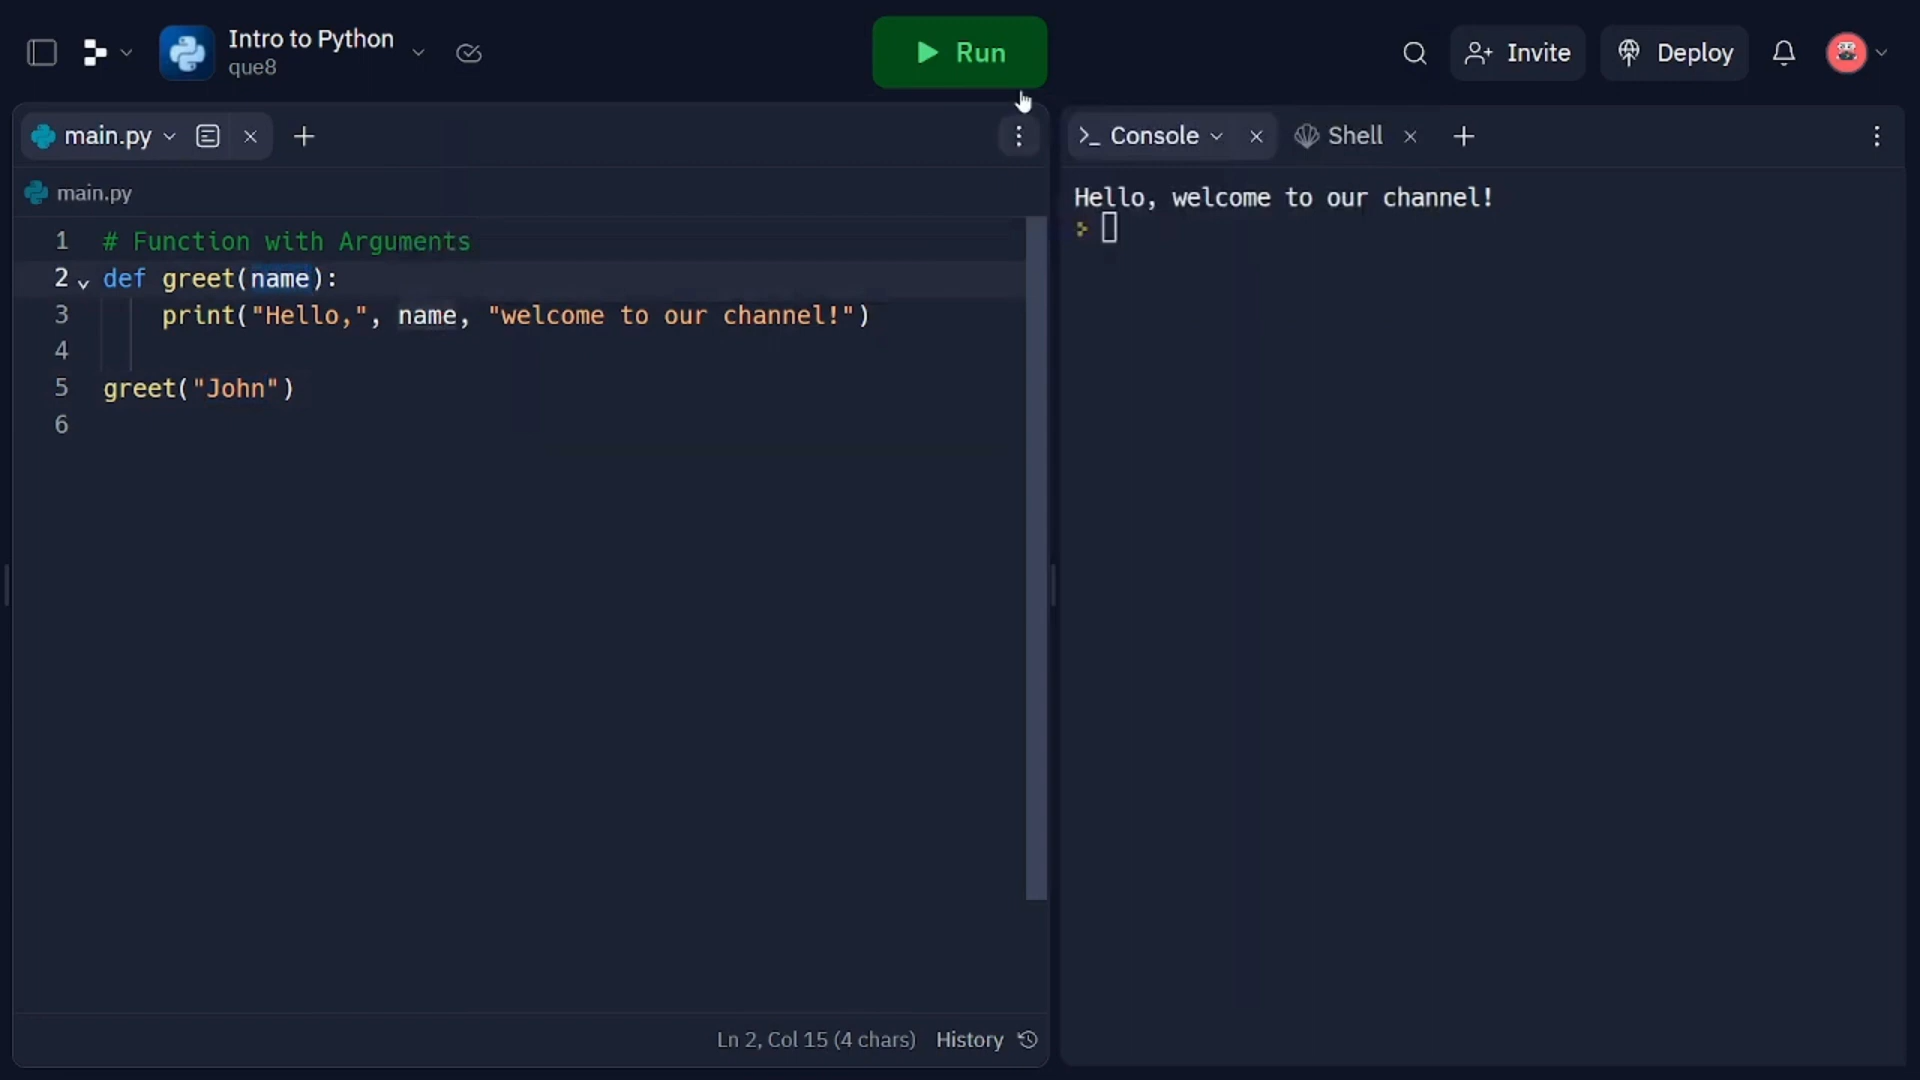 Intro to Python
que8
Run
Invite
Deploy
main.py
Console
Shell
main.py
1 # Function with Arguments
2 def greet(name):
3 print("Hello,", name, "welcome to our channel!")
4
5 greet("John")
6
Hello, welcome to our channel!
Ln 2, Col 15 (4 chars) History